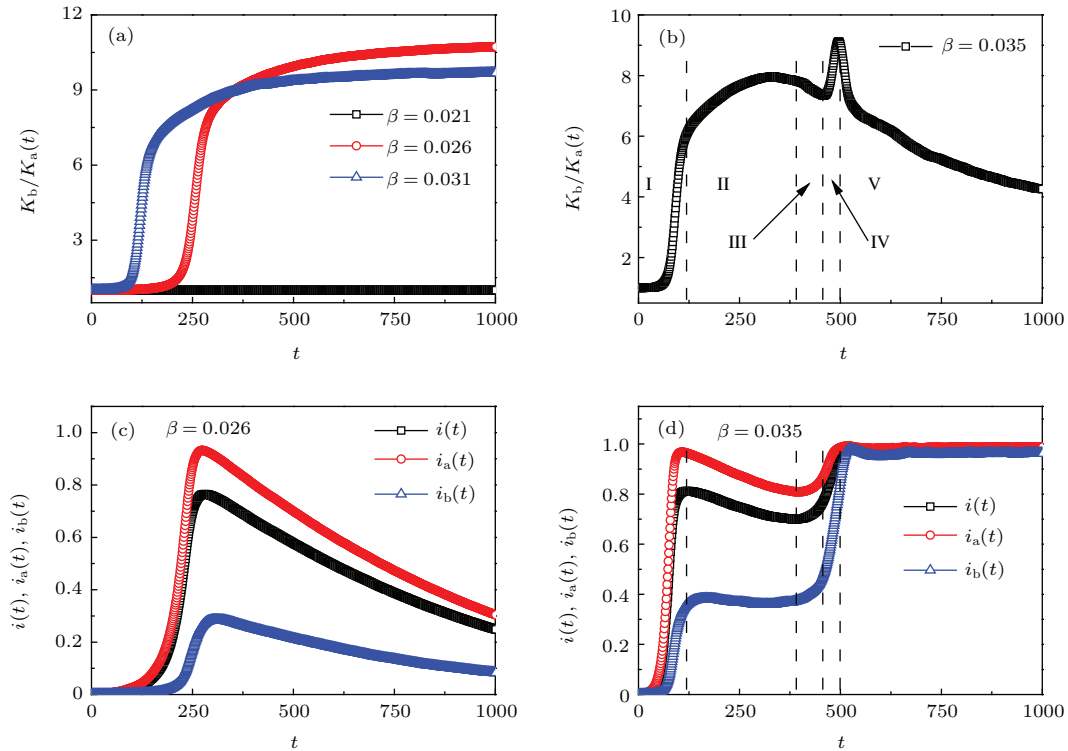 (a)
12
9
6
3
K_b/K_a(t)
β = 0.021
β = 0.026
β = 0.031
0 250 500 750 1000
t
(b)
10
8
6
4
2
K_b/K_a(t)
β = 0.035
I II III IV V
0 250 500 750 1000
t
(c) β = 0.026
1.0
0.8
0.6
0.4
0.2
0
i(t), i_a(t), i_b(t)
i(t)
i_a(t)
i_b(t)
0 250 500 750 1000
t
(d) β = 0.035
1.0
0.8
0.6
0.4
0.2
0
i(t), i_a(t), i_b(t)
i(t)
i_a(t)
i_b(t)
0 250 500 750 1000
t